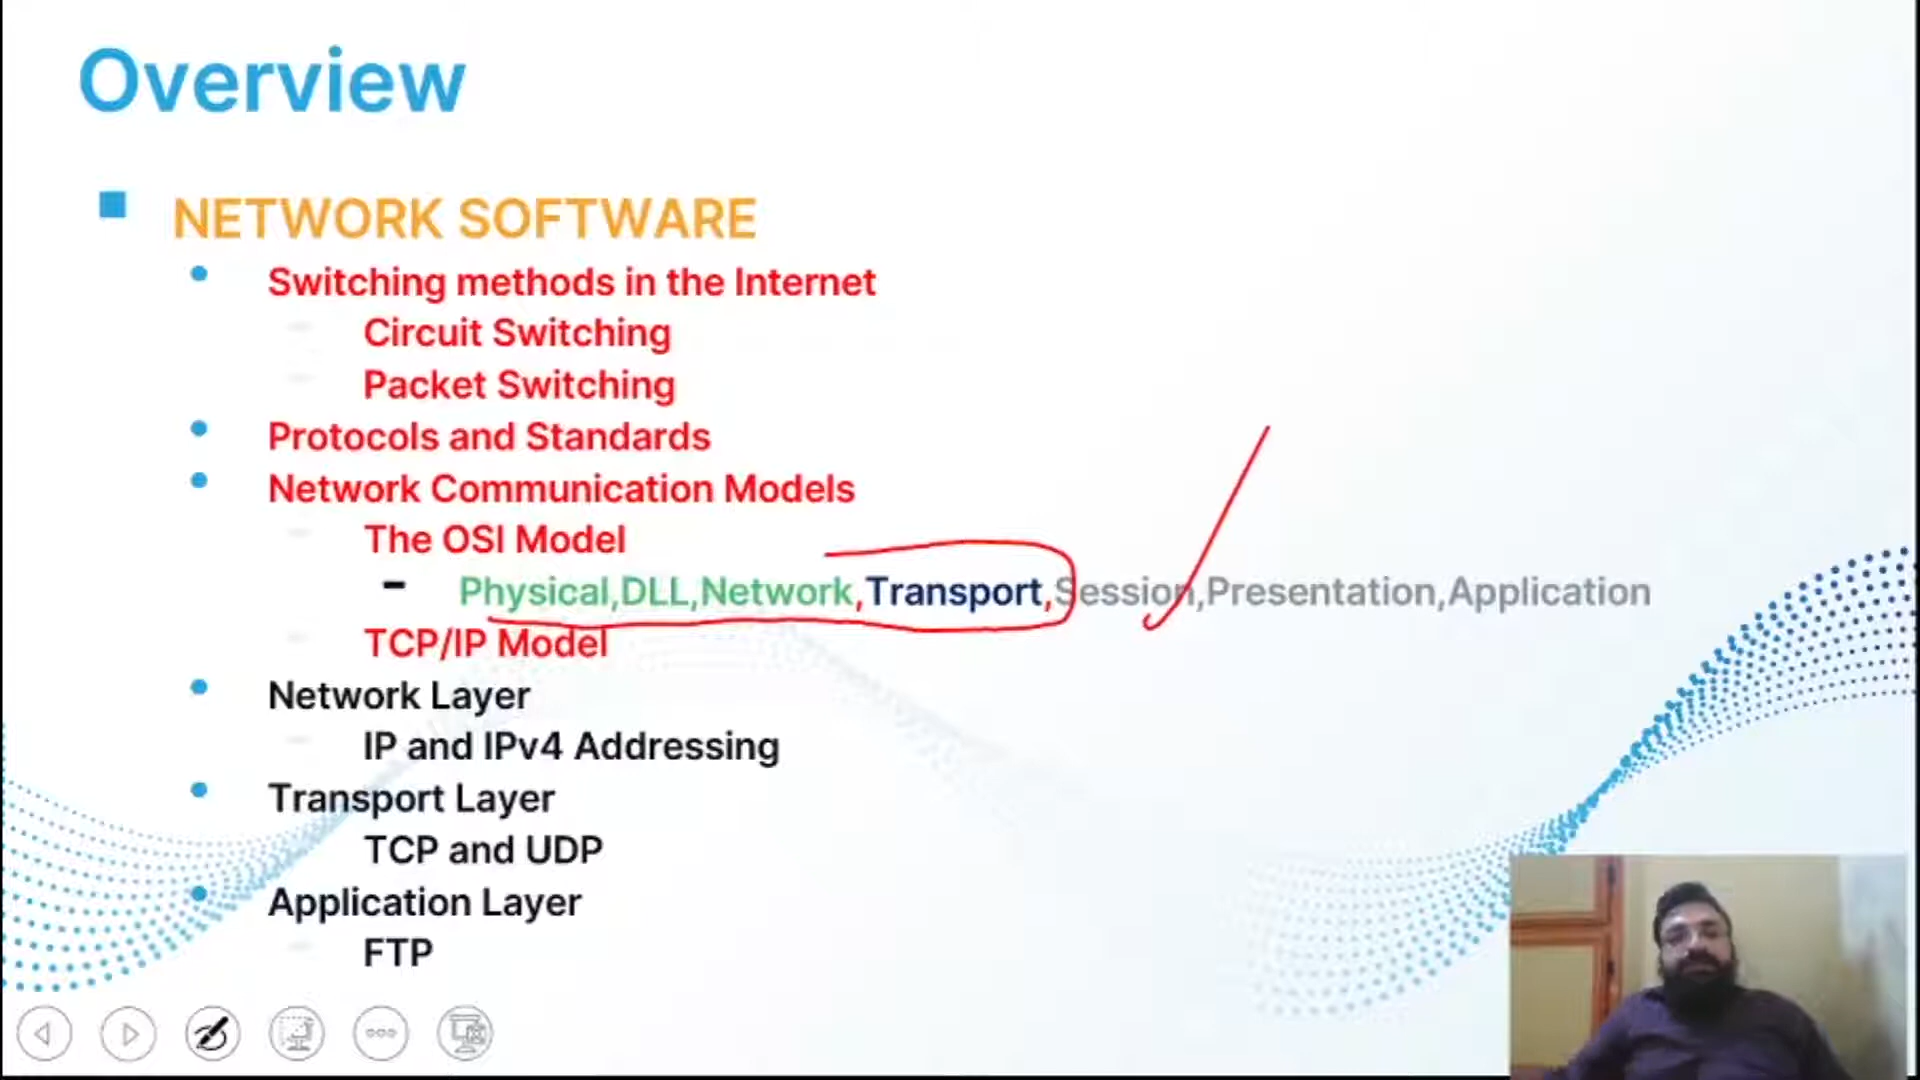 Overview
NETWORK SOFTWARE
Switching methods in the Internet
Circuit Switching
Packet Switching
Protocols and Standards
Network Communication Models
The OSI Model
Physical,DLL,Network,Transport,Session,Presentation,Application
TCP/IP Model
Network Layer
IP and IPv4 Addressing
Transport Layer
TCP and UDP
Application Layer
FTP